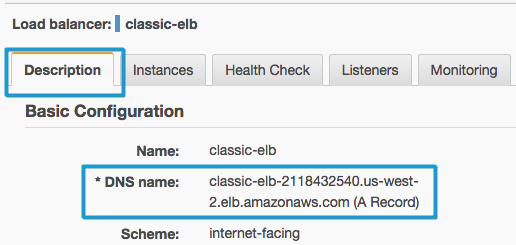 Load balancer: classic-elb
Description Instances Health Check Listeners Monitoring
Basic Configuration
Name: classic-elb
* DNS name: classic-elb-2118432540.us-west-
2.elb.amazonaws.com (A Record)
Scheme: internet-facing